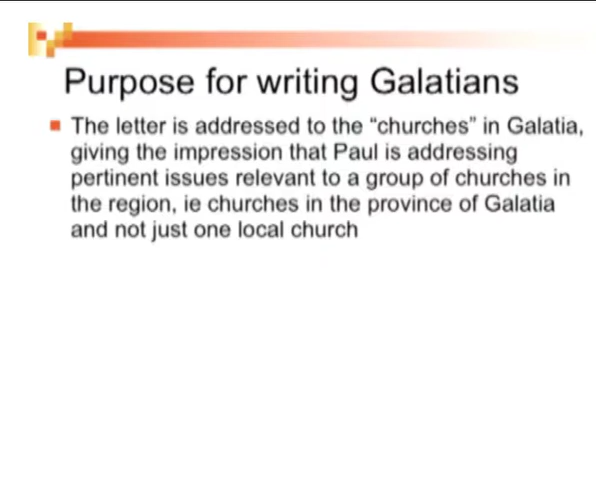 Purpose for writing Galatians
The letter is addressed to the “churches” in Galatia,
giving the impression that Paul is addressing
pertinent issues relevant to a group of churches in
the region, ie churches in the province of Galatia
and not just one local church